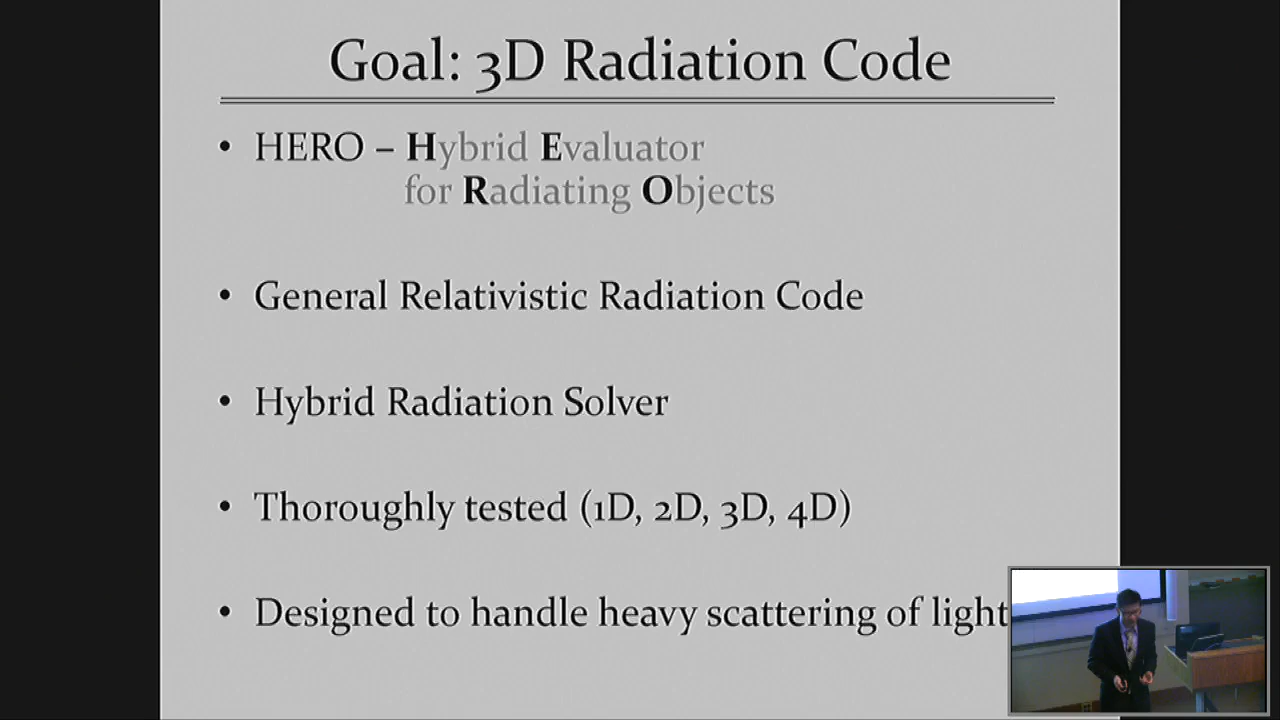 Goal: 3D Radiation Code
• HERO – Hybrid Evaluator
for Radiating Objects
• General Relativistic Radiation Code
• Hybrid Radiation Solver
• Thoroughly tested (1D, 2D, 3D, 4D)
• Designed to handle heavy scattering of light